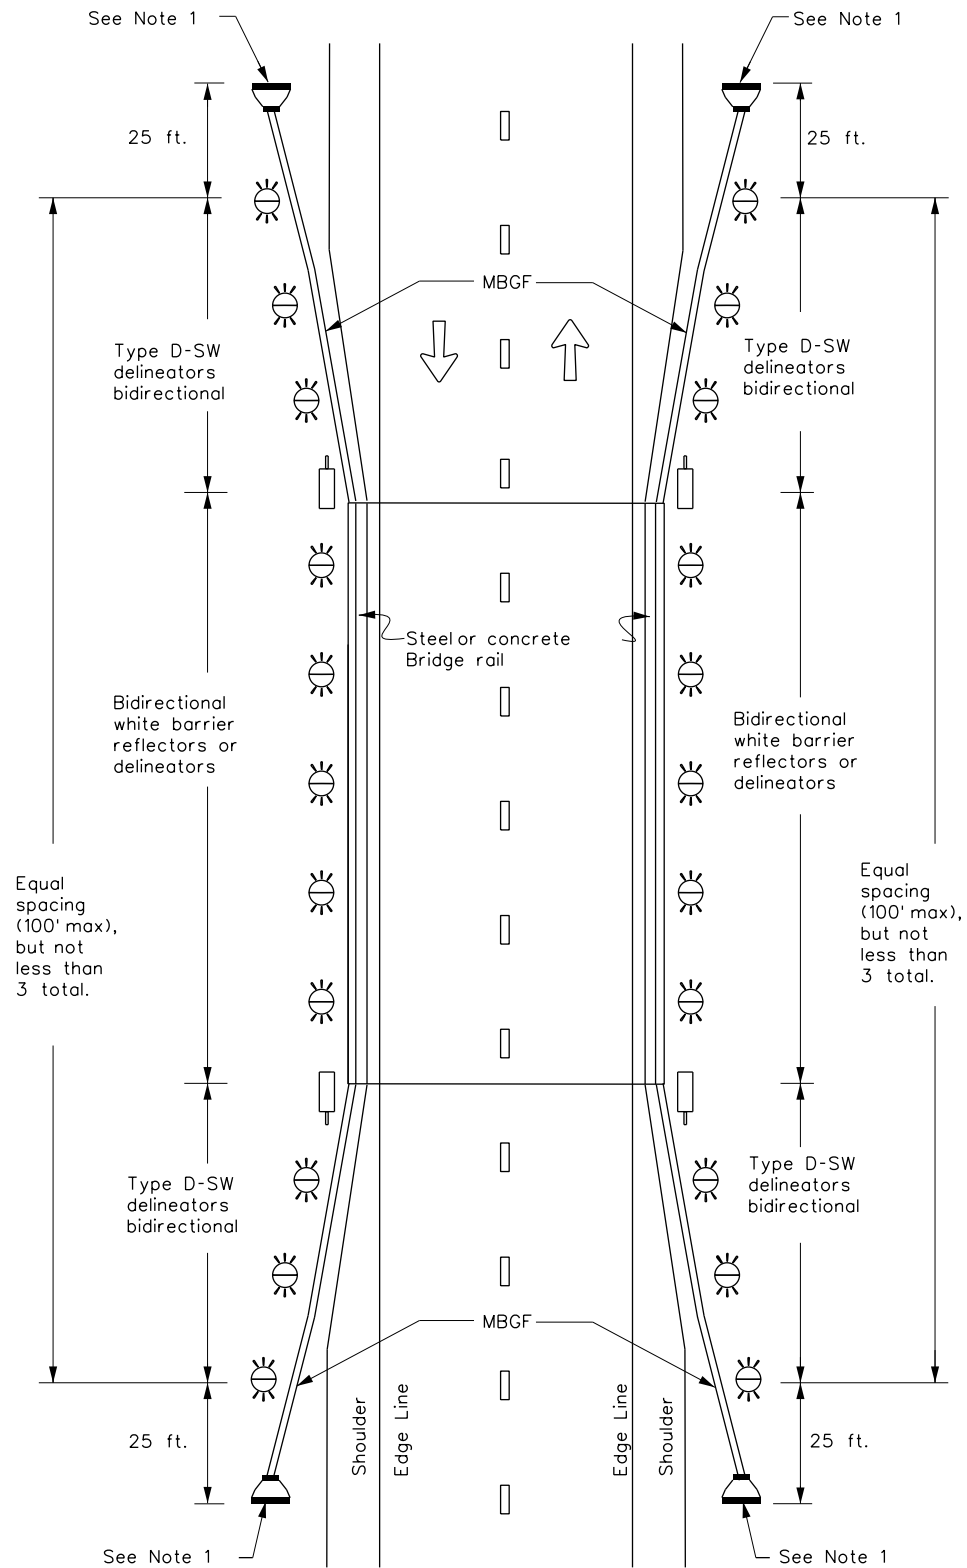 See Note 1
See Note 1
25 ft.
25 ft.
MBGF
Type D-SW
delineators
bidirectional
Type D-SW
delineators
bidirectional
Steel or concrete
Bridge rail
Bidirectional
white barrier
reflectors or
delineators
Bidirectional
white barrier
reflectors or
delineators
Equal
spacing
(100' max),
but not
less than
3 total.
Equal
spacing
(100' max),
but not
less than
3 total.
Type D-SW
delineators
bidirectional
Type D-SW
delineators
bidirectional
MBGF
25 ft.
Shoulder
Edge Line
Edge Line
Shoulder
25 ft.
See Note 1
See Note 1